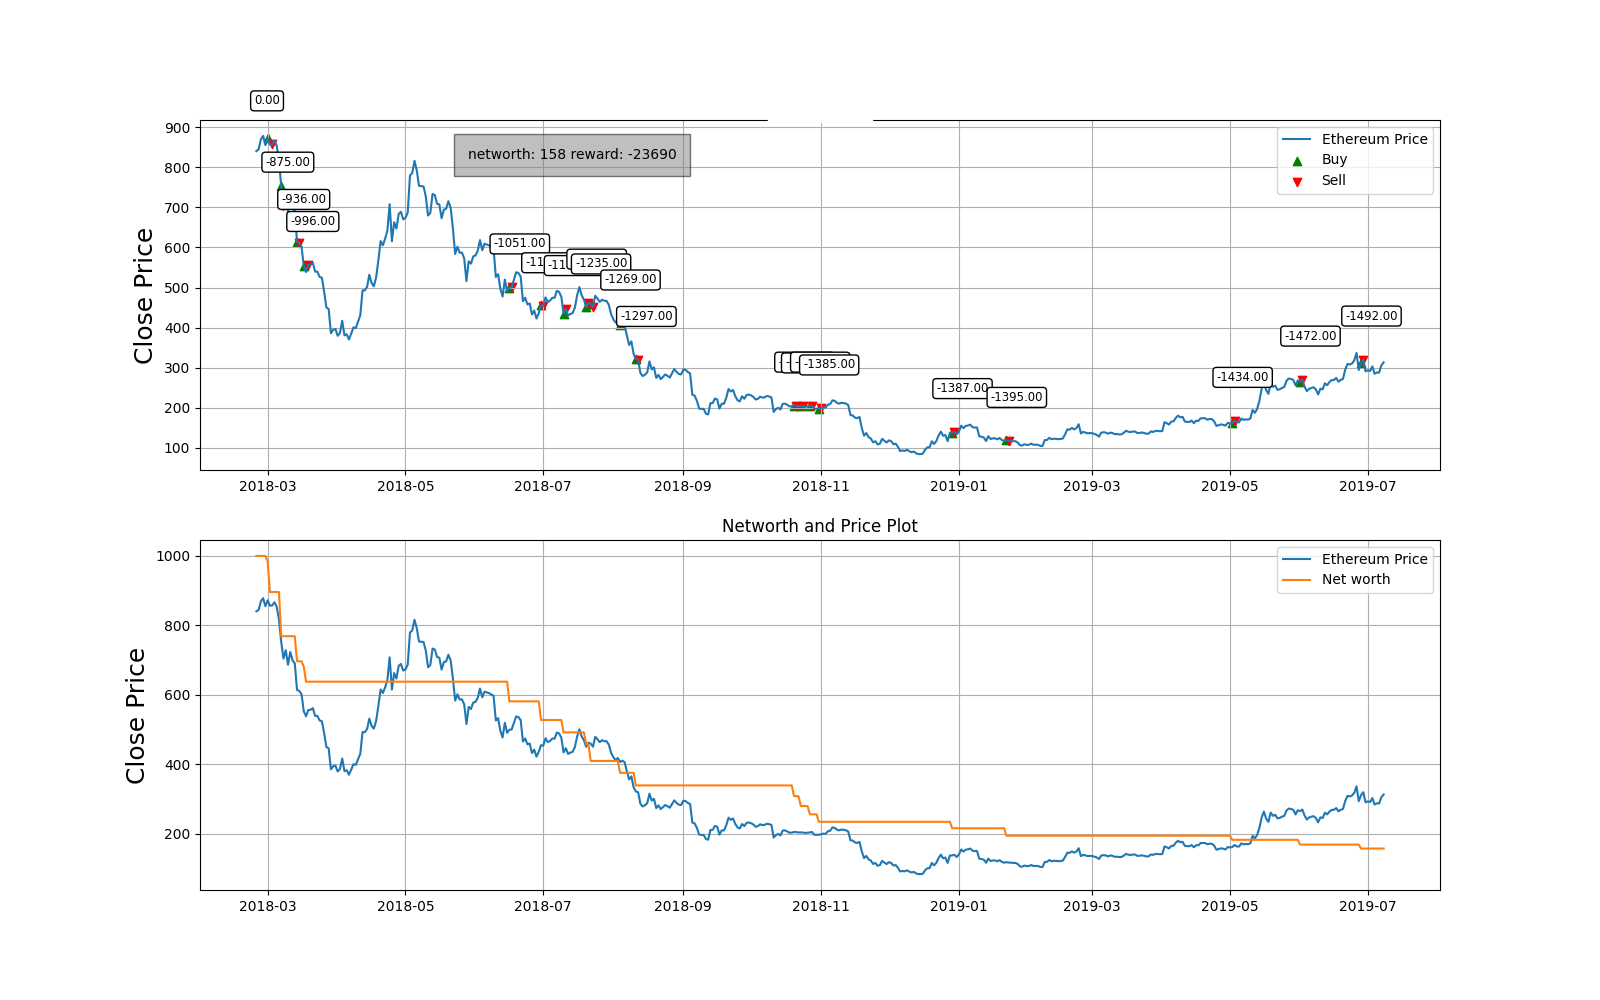 0.00
900
800
700
600
500
400
300
200
100
Close Price
networth: 158 reward: -23690
Ethereum Price
Buy
Sell
-875.00
-936.00
-996.00
-1051.00
-1235.00
-1269.00
-1297.00
-1385.00
-1387.00
-1395.00
-1434.00
-1472.00
-1492.00
2018-03 2018-05 2018-07 2018-09 2018-11 2019-01 2019-03 2019-05 2019-07
Networth and Price Plot
1000
800
600
400
200
Close Price
Ethereum Price
Net worth
2018-03 2018-05 2018-07 2018-09 2018-11 2019-01 2019-03 2019-05 2019-07